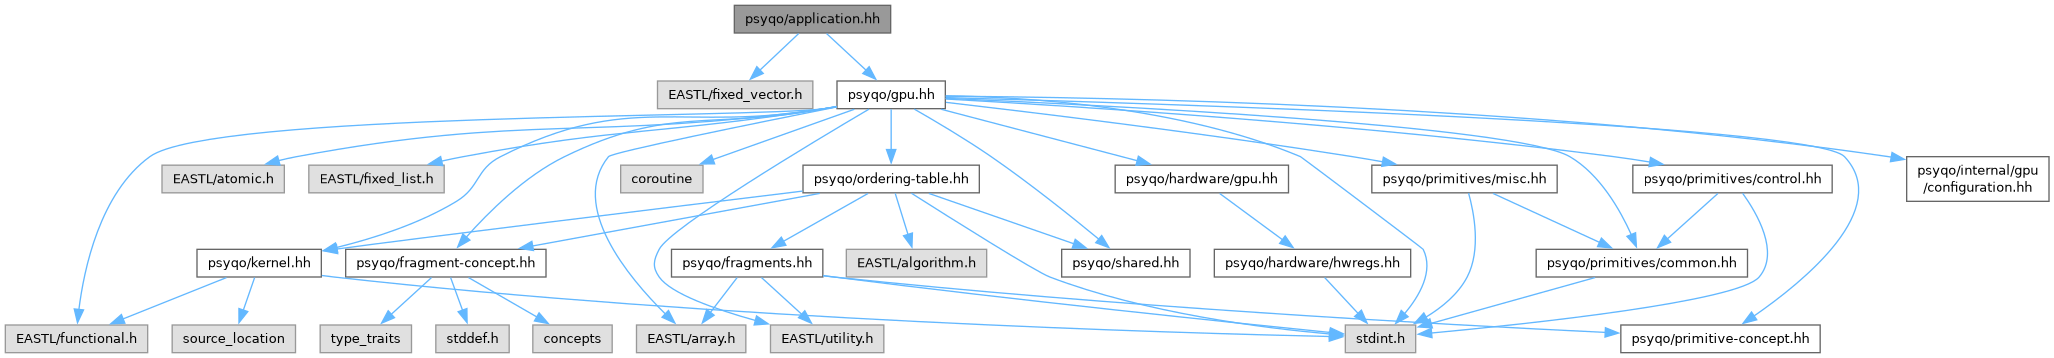 psyqo/application.hh
EASTL/fixed_vector.h
psyqo/gpu.hh
EASTL/atomic.h
EASTL/fixed_list.h
coroutine
psyqo/ordering-table.hh
psyqo/hardware/gpu.hh
psyqo/primitives/misc.hh
psyqo/primitives/control.hh
psyqo/internal/gpu
/configuration.hh
psyqo/kernel.hh
psyqo/fragment-concept.hh
psyqo/fragments.hh
EASTL/algorithm.h
psyqo/shared.hh
psyqo/hardware/hwregs.hh
psyqo/primitives/common.hh
EASTL/functional.h
source_location
type_traits
stddef.h
concepts
EASTL/array.h
EASTL/utility.h
stdint.h
psyqo/primitive-concept.hh